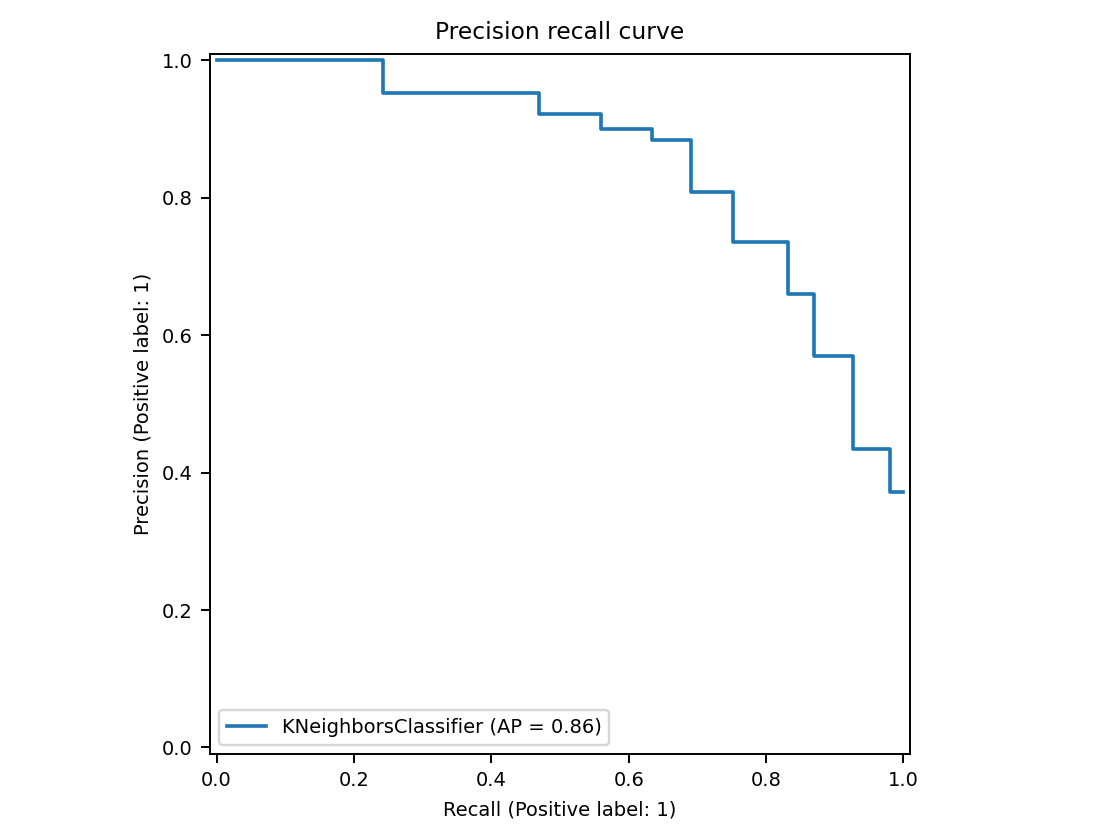 Precision recall curve
1.0
0.8
0.6
0.4
0.2
0.0
Precision (Positive label: 1)
KNeighborsClassifier (AP = 0.86)
0.0 0.2 0.4 0.6 0.8 1.0
Recall (Positive label: 1)